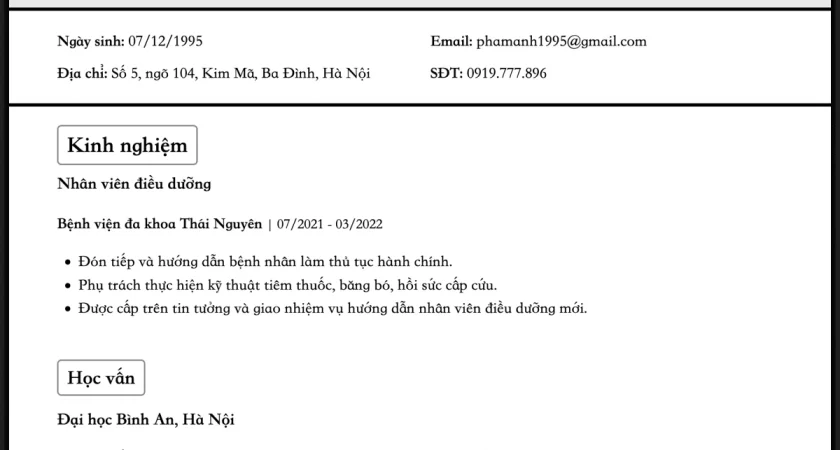 Ngày sinh: 07/12/1995
Email: phamanh1995@gmail.com
Địa chỉ: Số 5, ngõ 104, Kim Mã, Ba Đình, Hà Nội
SĐT: 0919.777.896
Kinh nghiệm
Nhân viên điều dưỡng
Bệnh viện đa khoa Thái Nguyên | 07/2021 - 03/2022
• Đón tiếp và hướng dẫn bệnh nhân làm thủ tục hành chính.
• Phụ trách thực hiện kỹ thuật tiêm thuốc, băng bó, hồi sức cấp cứu.
• Được cấp trên tin tưởng và giao nhiệm vụ hướng dẫn nhân viên điều dưỡng mới.
Học vấn
Đại học Bình An, Hà Nội